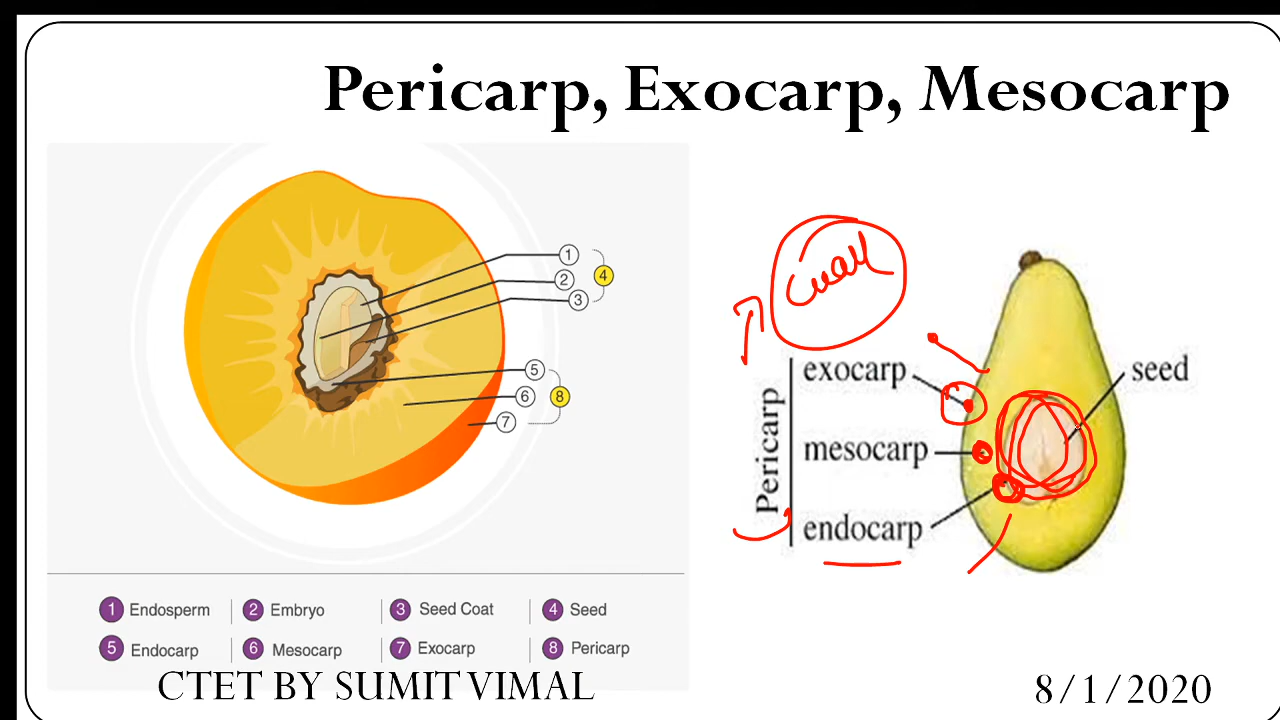 Pericarp, Exocarp, Mesocarp
1
2
4
3
5
6
8
7
1 Endosperm
2 Embryo
3 Seed Coat
4 Seed
5 Endocarp
6 Mesocarp
7 Exocarp
8 Pericarp
Pericarp
exocarp
mesocarp
endocarp
seed
CTET BY SUMIT VIMAL
8/1/2020